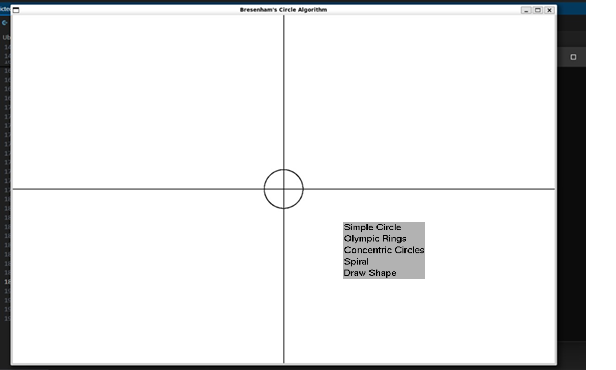 Bresenham's Circle Algorithm
Simple Circle
Olympic Rings
Concentric Circles
Spiral
Draw Shape